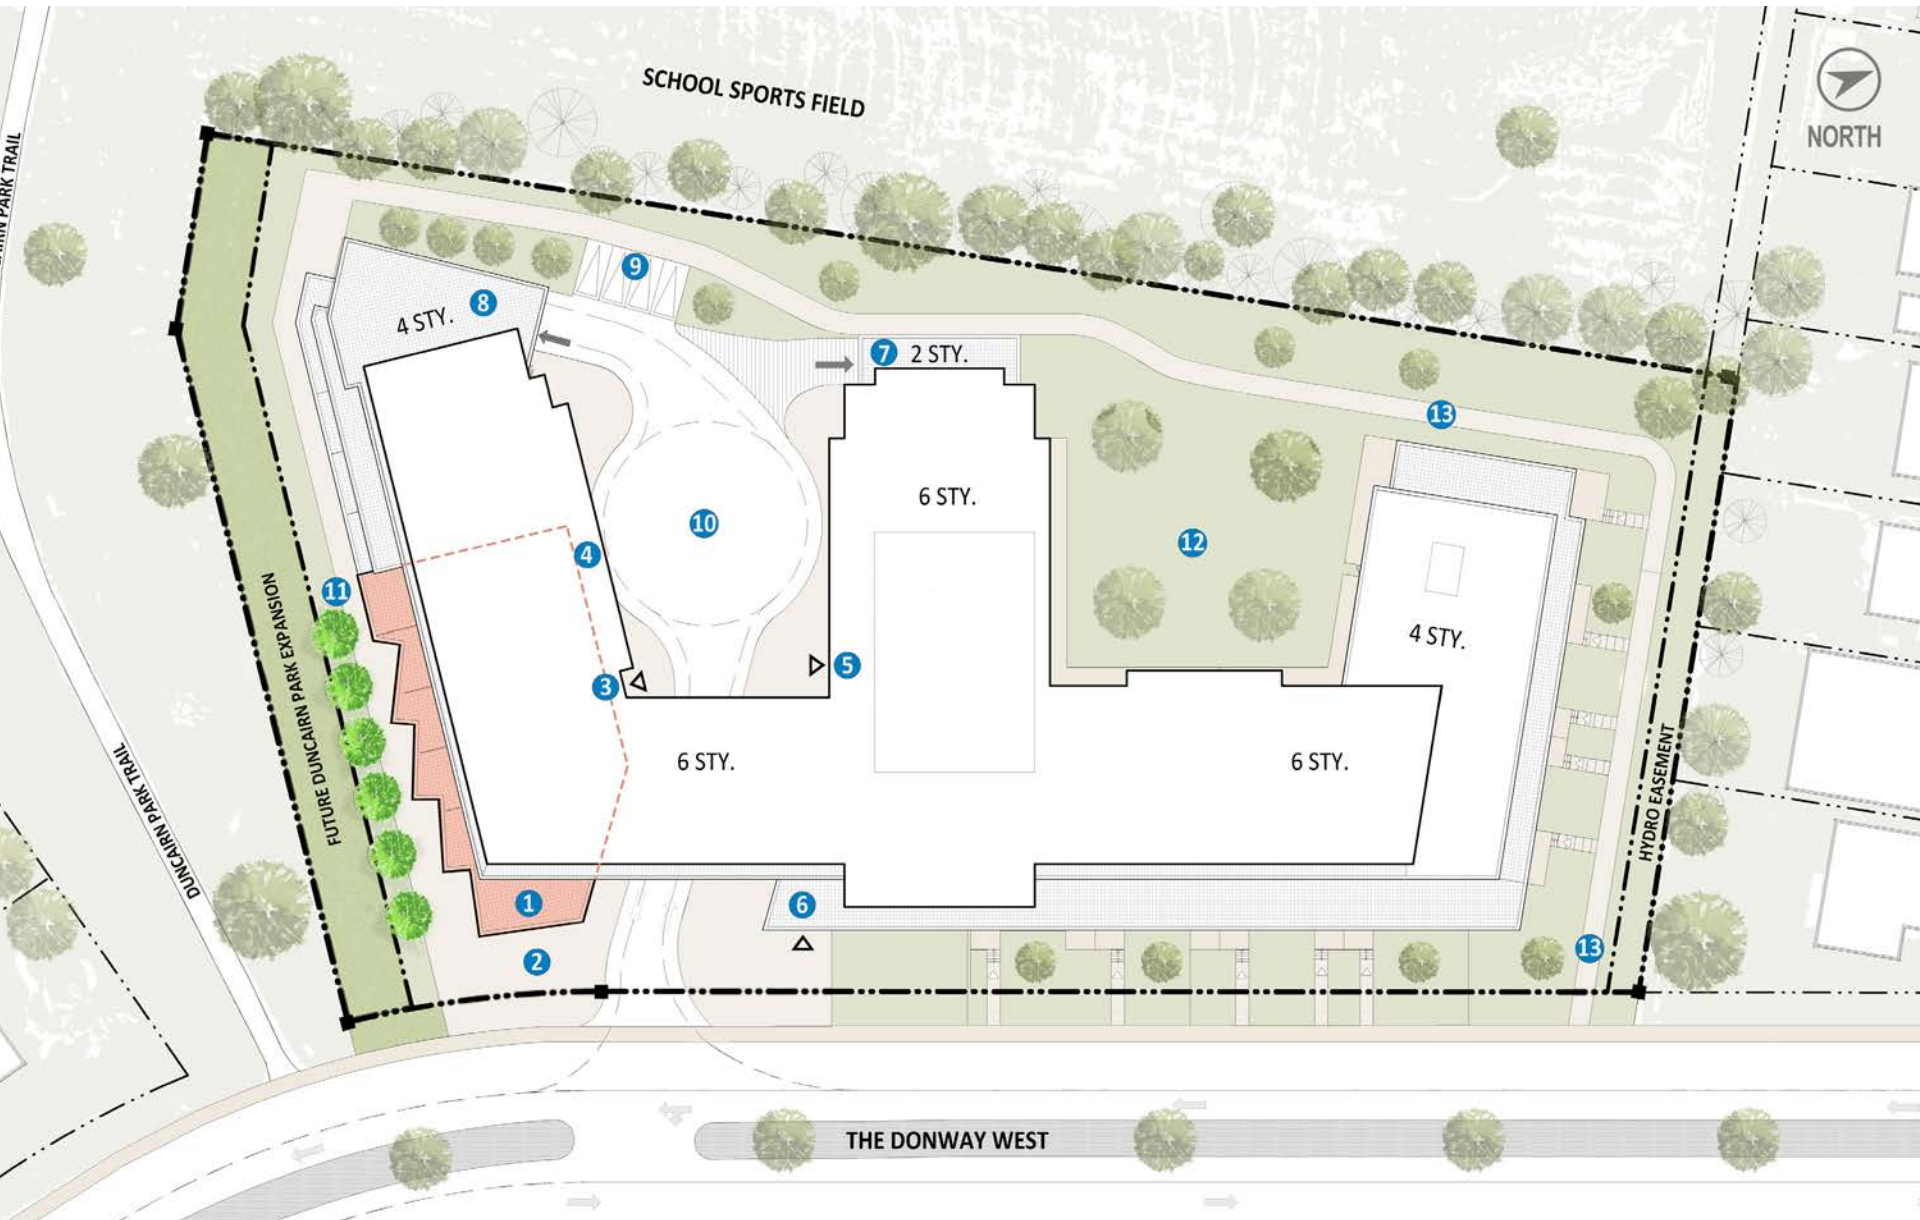 SCHOOL SPORTS FIELD
NORTH
PARK TRAIL
9
8
4 STY.
7
2 STY.
13
6 STY.
10
12
4
11
4 STY.
3
5
FUTURE DUNCAIRN PARK EXPANSION
DUNCAIRN PARK TRAIL
6 STY.
6 STY.
HYDRO EASEMENT
1
6
2
13
THE DONWAY WEST